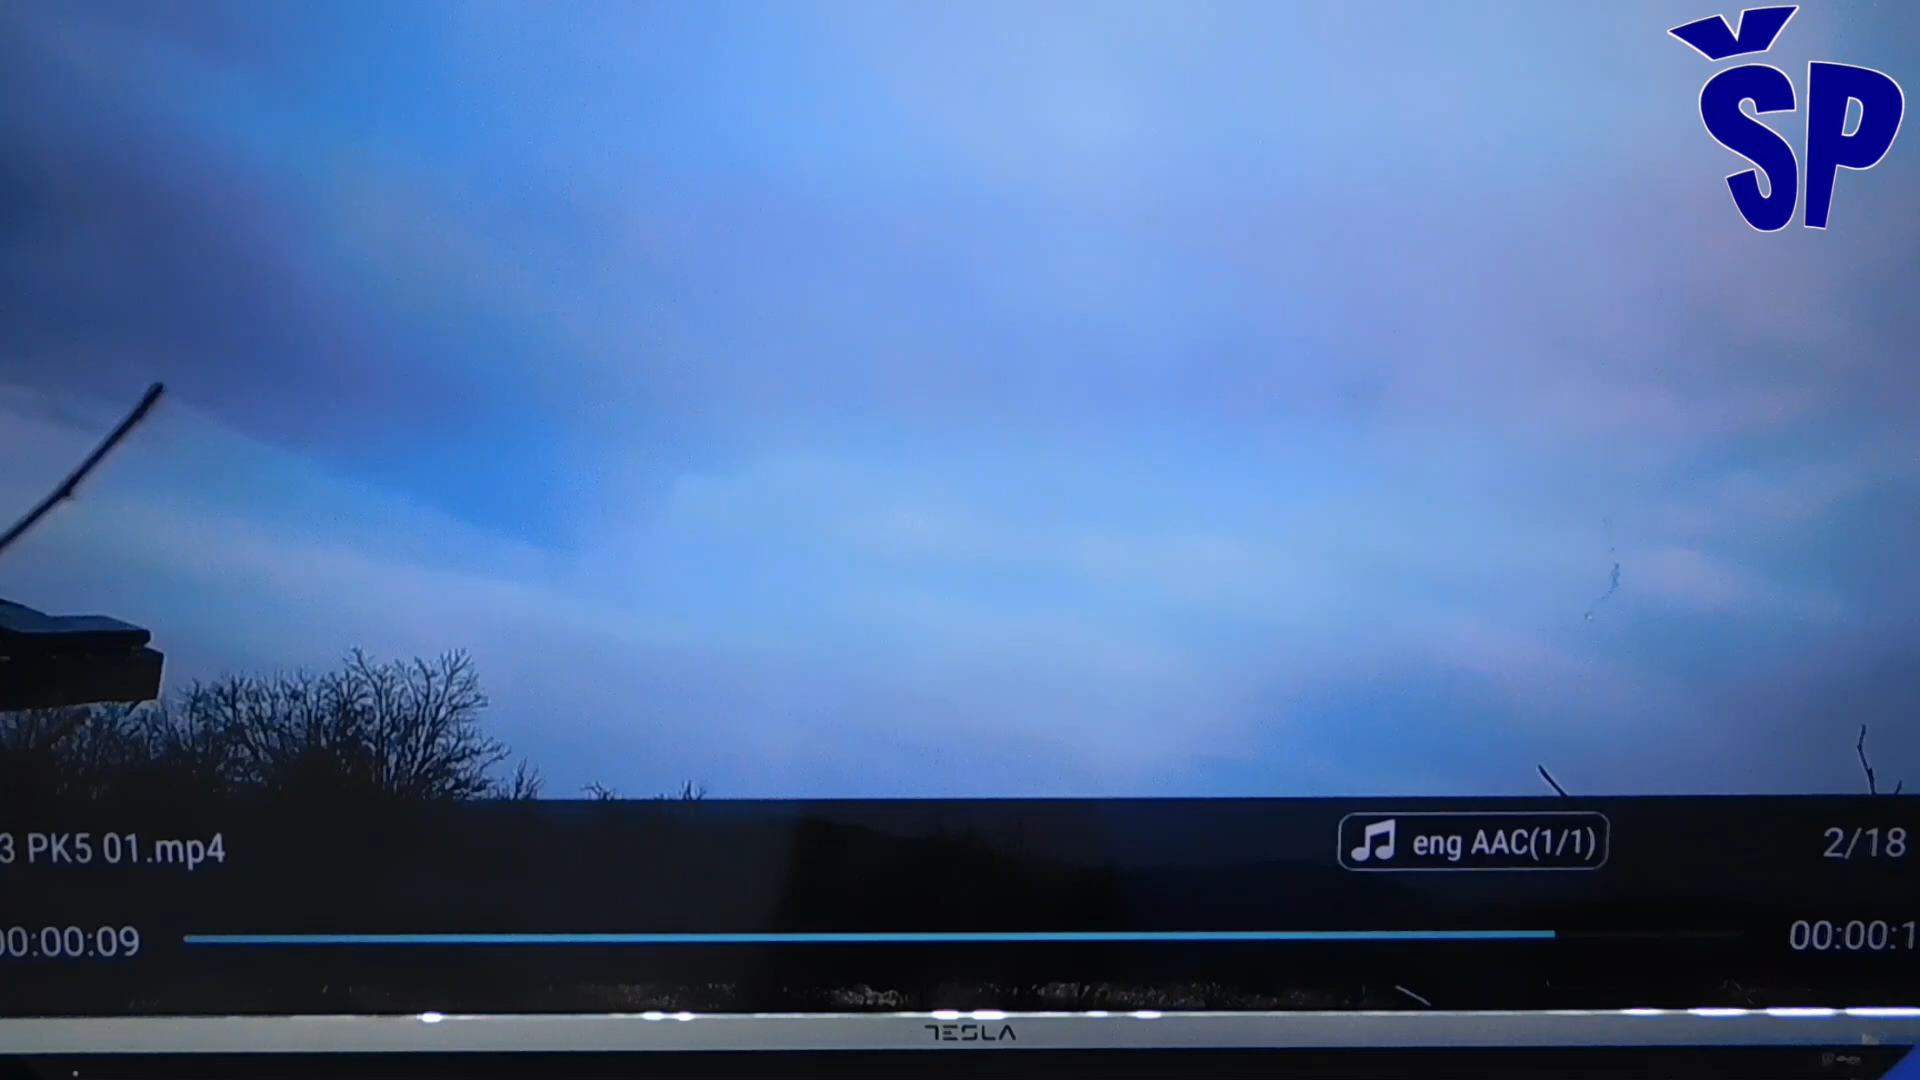 ŠP
3 PK5 01.mp4
eng AAC(1/1)
2/18
00:00:09
00:00:1
TESLA